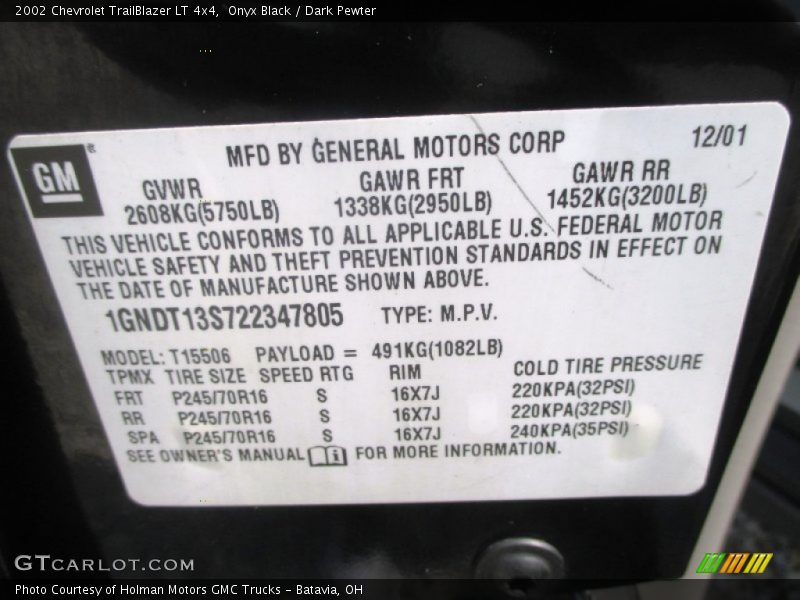 2002 Chevrolet TrailBlazer LT 4x4,  Onyx Black / Dark Pewter
GM
MFD BY GENERAL MOTORS CORP
12/01
GVWR GAWR FRT GAWR RR
2608KG(5750LB) 1338KG(2950LB) 1452KG(3200LB)
THIS VEHICLE CONFORMS TO ALL APPLICABLE U.S. FEDERAL MOTOR
VEHICLE SAFETY AND THEFT PREVENTION STANDARDS IN EFFECT ON
THE DATE OF MANUFACTURE SHOWN ABOVE.
1GNDT13S722347805 TYPE: M.P.V.
MODEL: T15506 PAYLOAD = 491KG(1082LB)
TPMX TIRE SIZE SPEED RTG RIM COLD TIRE PRESSURE
FRT P245/70R16 S 16X7J 220KPA(32PSI)
RR P245/70R16 S 16X7J 220KPA(32PSI)
SPA P245/70R16 S 16X7J 240KPA(35PSI)
SEE OWNER'S MANUAL i FOR MORE INFORMATION.
GTCARLOT.COM
Photo Courtesy of Holman Motors GMC Trucks - Batavia, OH